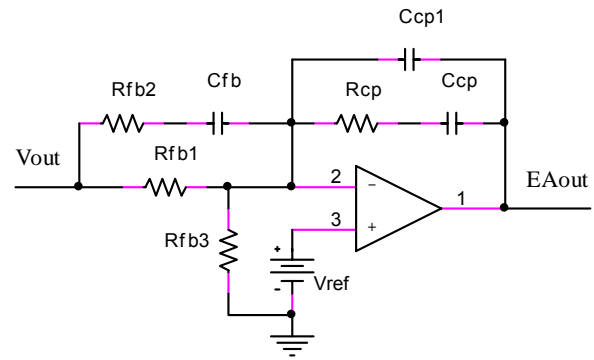 Ccp1
Rfb2
Cfb
Rcp
Ccp
Vout
Rfb1
2
−
1
EAout
3
+
Rfb3
+
-
Vref